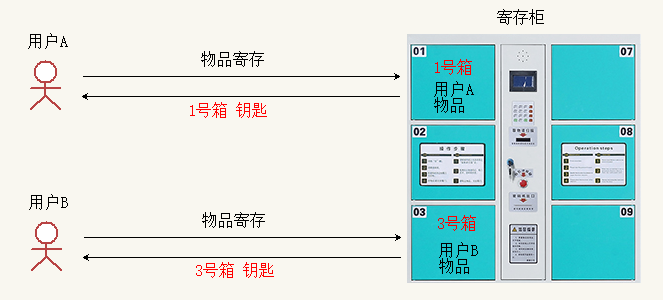 寄存柜
用户A
物品寄存
1号箱 钥匙
01
1号箱
用户A
物品
07
02
操作步骤
08
Operation steps
用户B
物品寄存
3号箱 钥匙
03
3号箱
用户B
物品
09